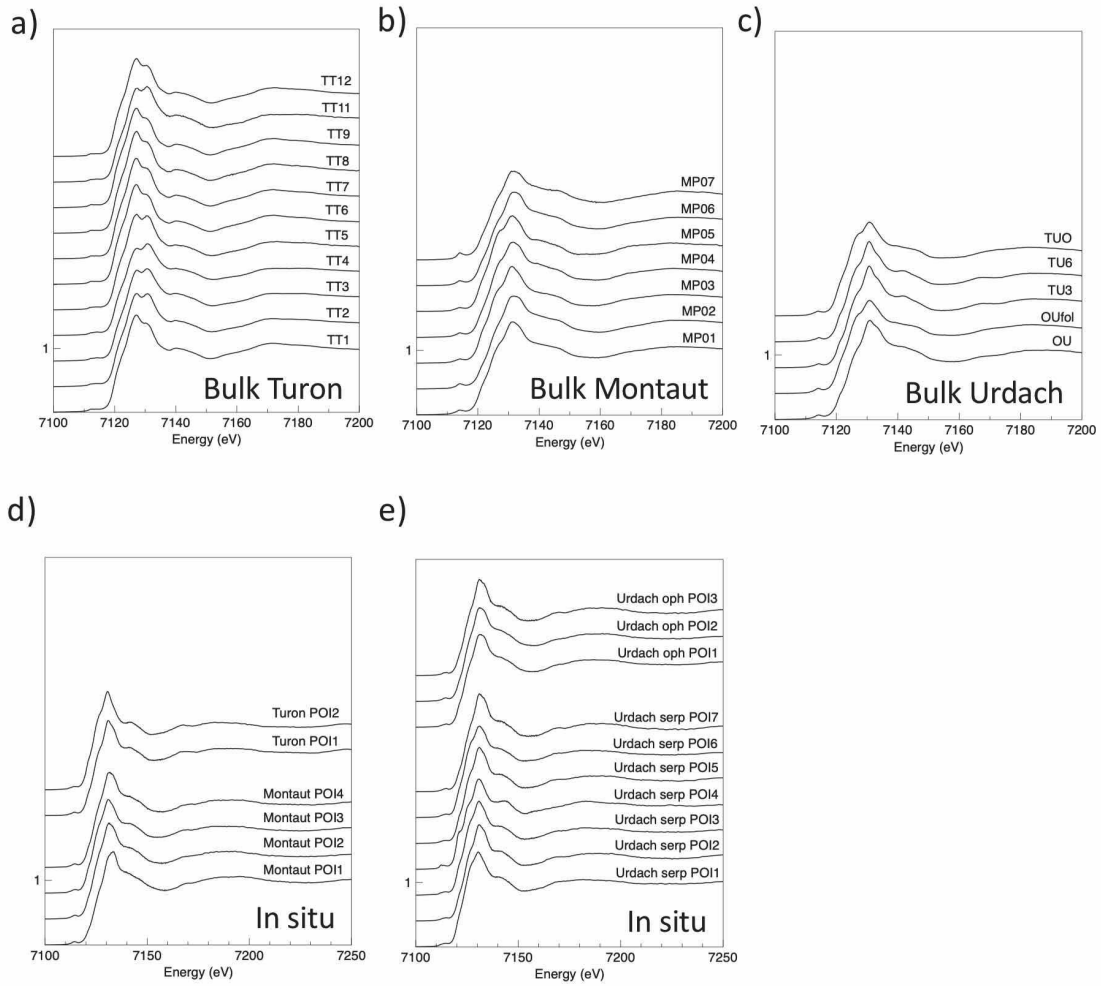 a)
TT12
TT11
TT9
TT8
TT7
TT6
TT5
TT4
TT3
TT2
TT1
1
Bulk Turon
7100 7120 7140 7160 7180 7200
Energy (eV)
b)
MP07
MP06
MP05
MP04
MP03
MP02
MP01
1
Bulk Montaut
7100 7120 7140 7160 7180 7200
Energy (eV)
c)
TUO
TU6
TU3
OUfol
OU
1
Bulk Urdach
7100 7120 7140 7160 7180 7200
Energy (eV)
d)
Turon POI2
Turon POI1
Montaut POI4
Montaut POI3
Montaut POI2
Montaut POI1
1
In situ
7100 7150 7200 7250
Energy (eV)
e)
Urdach oph POI3
Urdach oph POI2
Urdach oph POI1
Urdach serp POI7
Urdach serp POI6
Urdach serp POI5
Urdach serp POI4
Urdach serp POI3
Urdach serp POI2
Urdach serp POI1
1
In situ
7100 7150 7200 7250
Energy (eV)